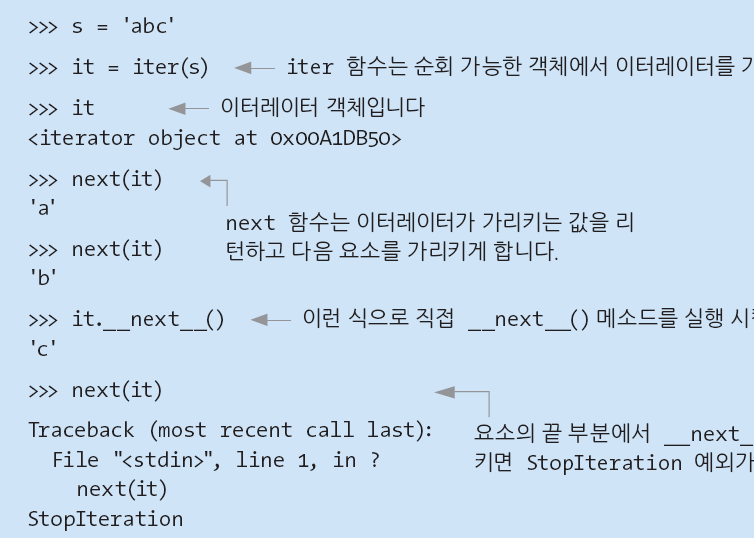 >>> s = 'abc'
>>> it = iter(s) iter 함수는 순회 가능한 객체에서 이터레이터를
>>> it 이터레이터 객체입니다
<iterator object at 0x00A1DB50>
>>> next(it)
'a'
next 함수는 이터레이터가 가리키는 값을 리
>>> next(it) 턴하고 다음 요소를 가리키게 합니다.
'b'
>>> it.__next__() 이런 식으로 직접 __next__() 메소드를 실행
'c'
>>> next(it)
Traceback (most recent call last):
File "<stdin>", line 1, in ?
next(it)
StopIteration
요소의 끝 부분에서 __next_
키면 StopIteration 예외가